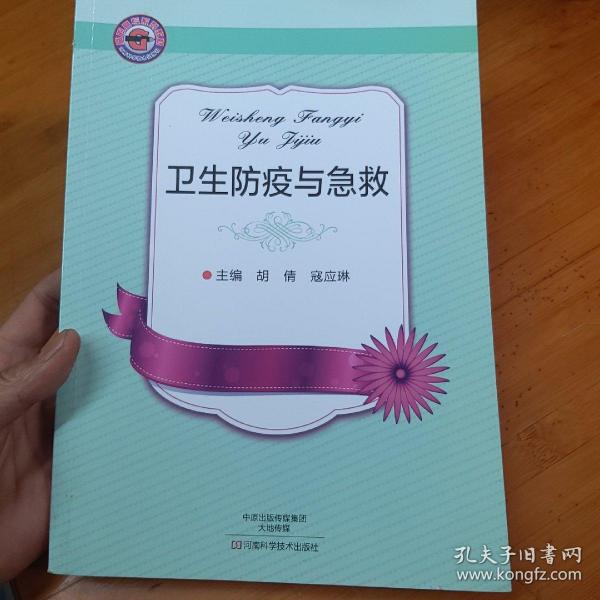 Weisheng Fangyi
Yu Jijiu
卫生防疫与急救
主编 胡倩 寇应琳
中原出版传媒集团
大地传媒
河南科学技术出版社
孔夫子旧书网
www.kongfz.com